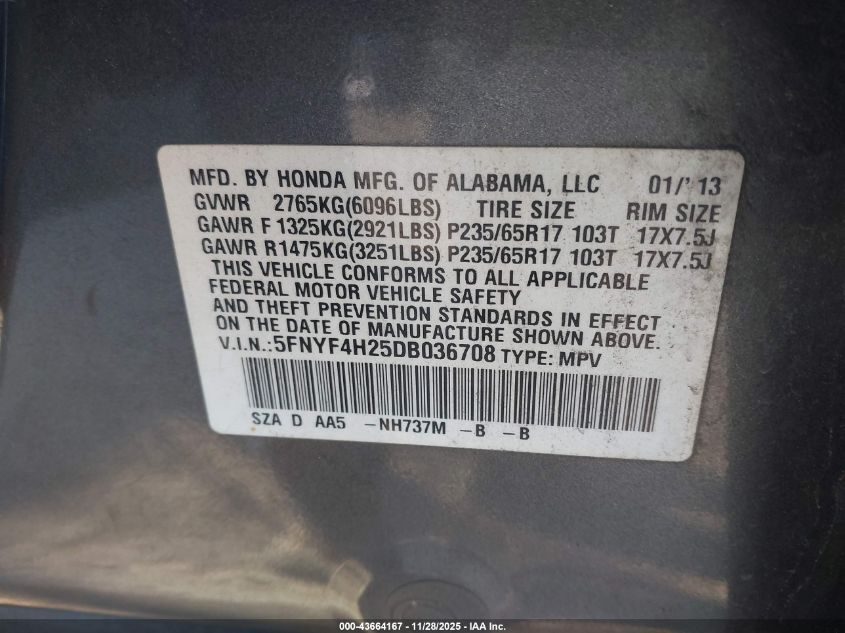 MFD. BY HONDA MFG. OF ALABAMA, LLC 01/'13
GVWR 2765KG(6096LBS) TIRE SIZE RIM SIZE
GAWR F 1325KG(2921LBS) P235/65R17 103T 17X7.5J
GAWR R1475KG(3251LBS) P235/65R17 103T 17X7.5J
THIS VEHICLE CONFORMS TO ALL APPLICABLE
FEDERAL MOTOR VEHICLE SAFETY
AND THEFT PREVENTION STANDARDS IN EFFECT
ON THE DATE OF MANUFACTURE SHOWN ABOVE.
V.I.N.:5FNYF4H25DB036708 TYPE: MPV
SZA D AA5 -NH737M -B -B
000-43664167 - 11/28/2025 - IAA Inc.